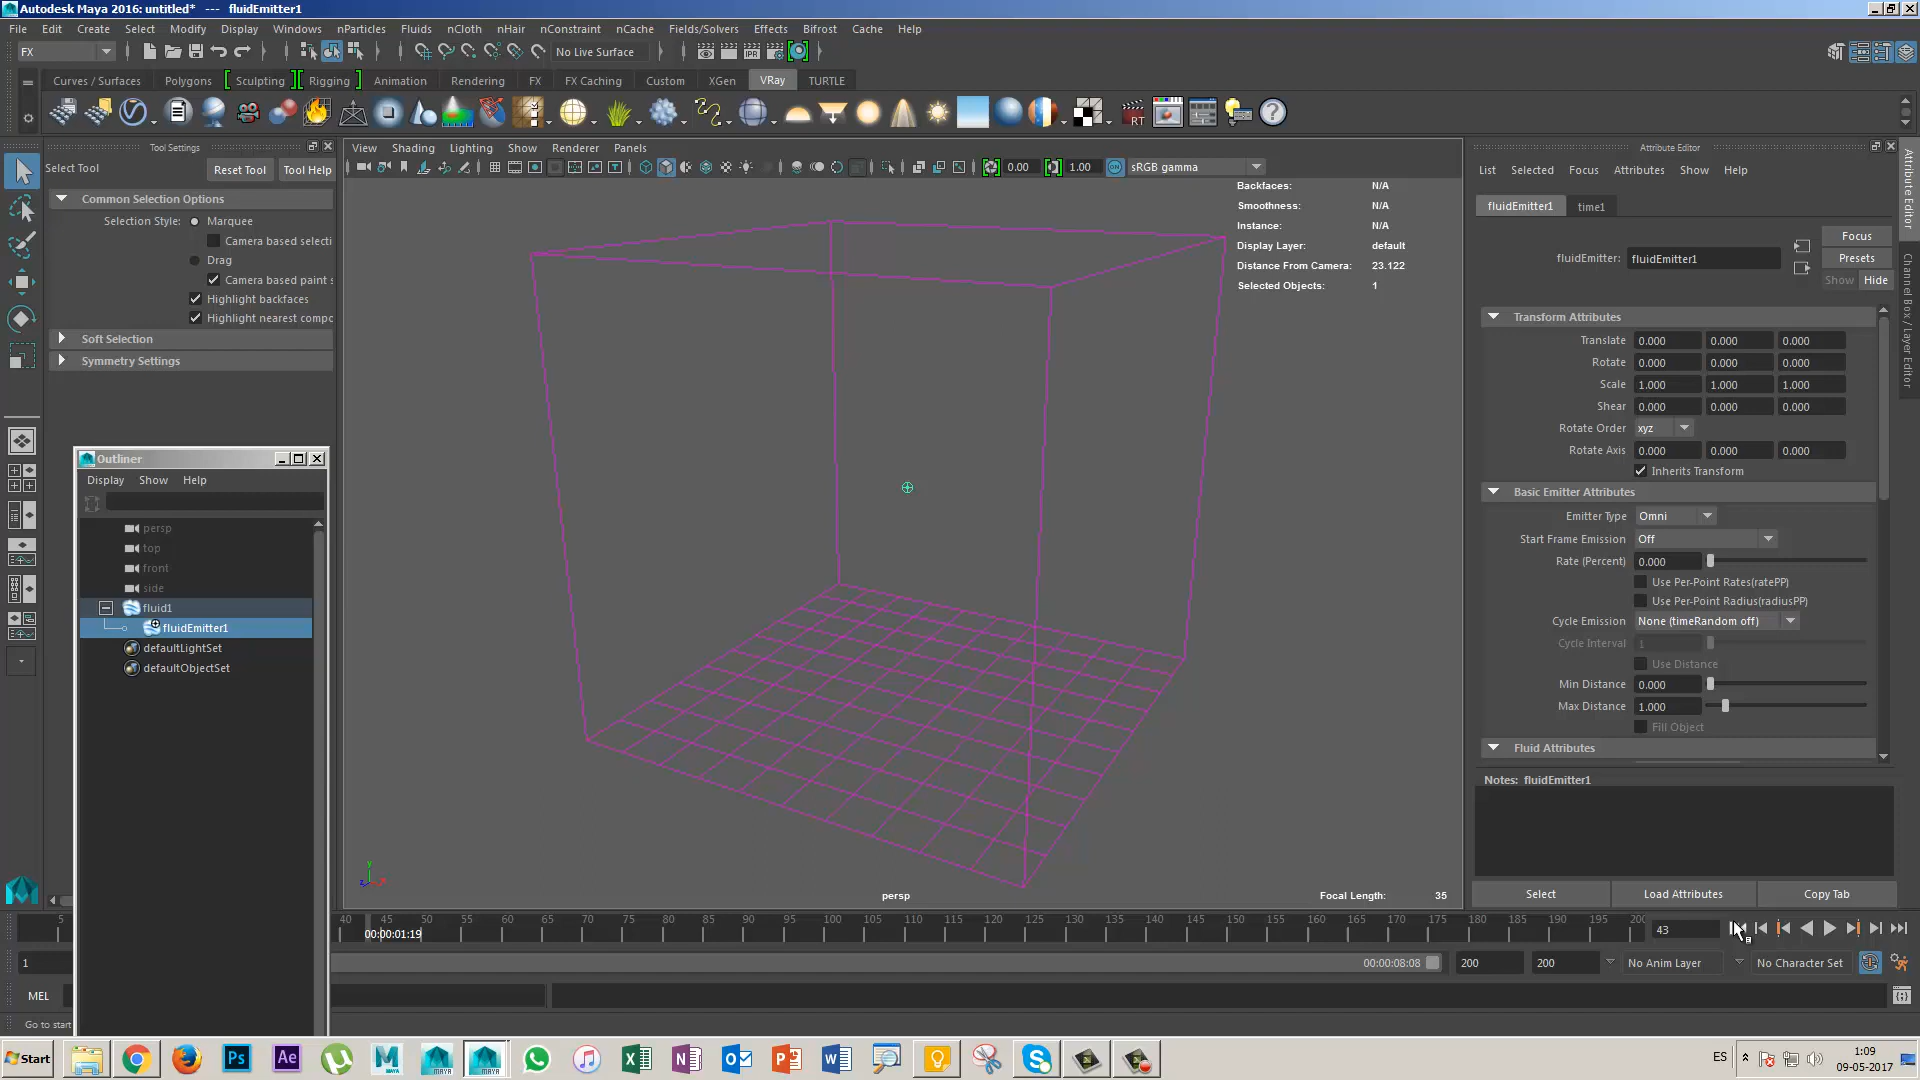 Autodesk Maya 2016: untitled*   ---   fluidEmitter1
File Edit Create Select Modify Display Windows nParticles Fluids nCloth nHair nConstraint nCache Fields/Solvers Effects Bifrost Cache Help
FX No Live Surface IPR
Curves / Surfaces Polygons Sculpting Rigging Animation Rendering FX FX Caching Custom XGen VRay TURTLE
RT
Tool Settings
Select Tool Reset Tool Tool Help
Common Selection Options
Selection Style: Marquee
Camera based selecti
Drag
Camera based paint s
Highlight backfaces
Highlight nearest compo
Soft Selection
Symmetry Settings
Outliner
Display Show Help
persp
top
front
side
fluid1
fluidEmitter1
defaultLightSet
defaultObjectSet
View Shading Lighting Show Renderer Panels
0.00 1.00 sRGB gamma
Backfaces: N/A
Smoothness: N/A
Instance: N/A
Display Layer: default
Distance From Camera: 23.122
Selected Objects: 1
persp
Focal Length: 35
Attribute Editor
List Selected Focus Attributes Show Help
fluidEmitter1 time1
Focus
fluidEmitter: fluidEmitter1
Presets
Show Hide
Transform Attributes
Translate 0.000 0.000 0.000
Rotate 0.000 0.000 0.000
Scale 1.000 1.000 1.000
Shear 0.000 0.000 0.000
Rotate Order xyz
Rotate Axis 0.000 0.000 0.000
Inherits Transform
Basic Emitter Attributes
Emitter Type Omni
Start Frame Emission Off
Rate (Percent) 0.000
Use Per-Point Rates(ratePP)
Use Per-Point Radius(radiusPP)
Cycle Emission None (timeRandom off)
Cycle Interval 1
Use Distance
Min Distance 0.000
Max Distance 1.000
Fill Object
Fluid Attributes
Notes: fluidEmitter1
Select Load Attributes Copy Tab
Attribute Editor
Channel Box / Layer Editor
5 40 45 50 55 60 65 70 75 80 85 90 95 100 105 110 115 120 125 130 135 140 145 150 155 160 165 170 175 180 185 190 195 200
00:00:01:19 43
1 00:00:08:08 200 200 No Anim Layer No Character Set
MEL
Go to start
Start Ps Ae MAYA MAYA MAYA ES 1:09
09-05-2017